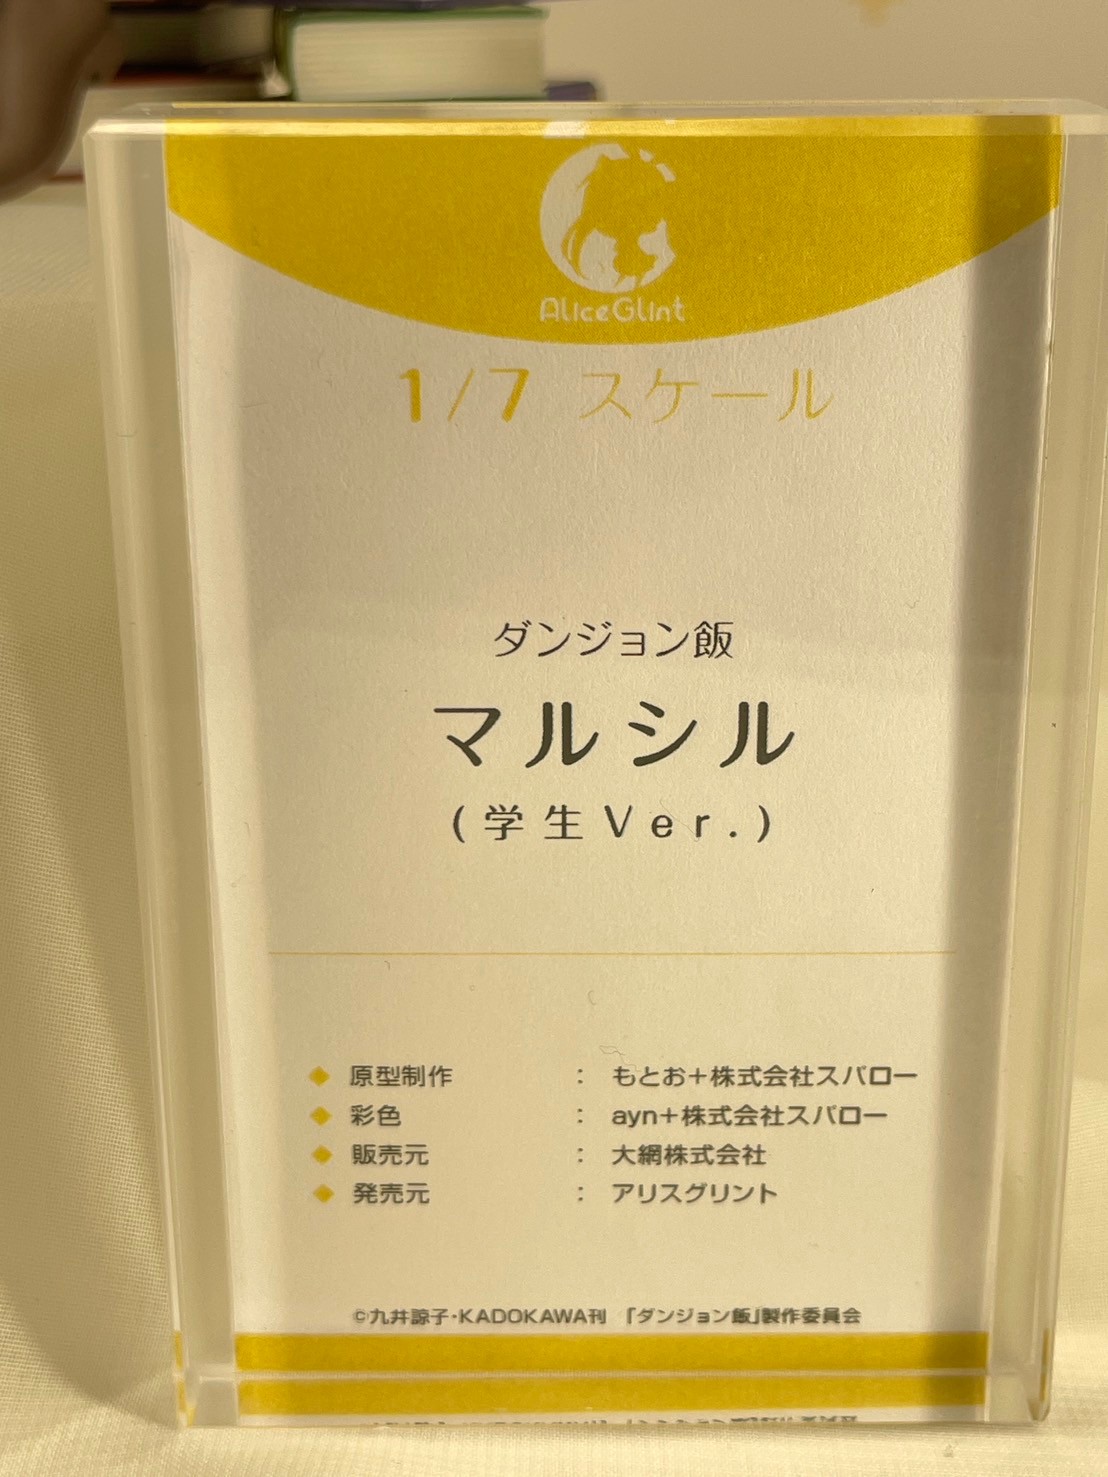 AliceGlint
1/7 スケール
ダンジョン飯
マルシル
(学生Ver.)
◆ 原型制作 : もとお+株式会社スパロー
◆ 彩色 : ayn+株式会社スパロー
◆ 販売元 : 大網株式会社
◆ 発売元 : アリスグリント
©九井諒子・KADOKAWA刊 「ダンジョン飯」製作委員会